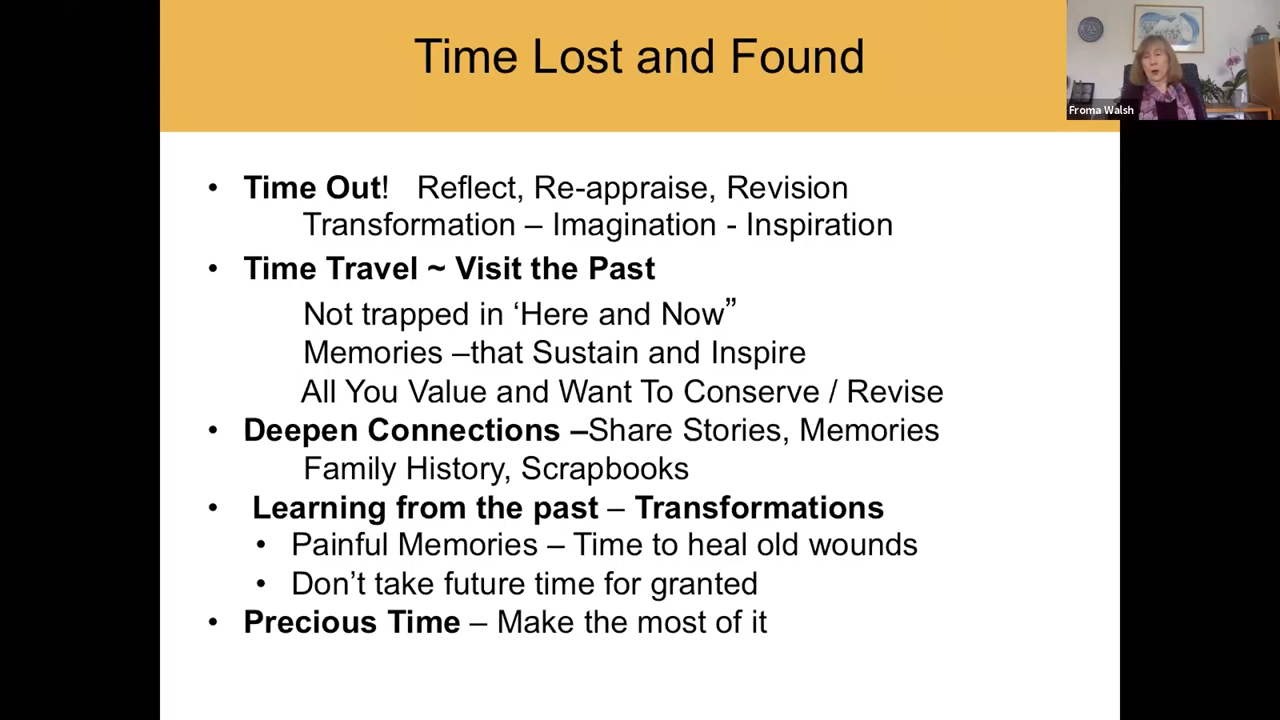 Time Lost and Found
Froma Walsh
• Time Out! Reflect, Re-appraise, Revision
Transformation – Imagination - Inspiration
• Time Travel ~ Visit the Past
Not trapped in ‘Here and Now”
Memories –that Sustain and Inspire
All You Value and Want To Conserve / Revise
• Deepen Connections –Share Stories, Memories
Family History, Scrapbooks
• Learning from the past – Transformations
• Painful Memories – Time to heal old wounds
• Don’t take future time for granted
• Precious Time – Make the most of it